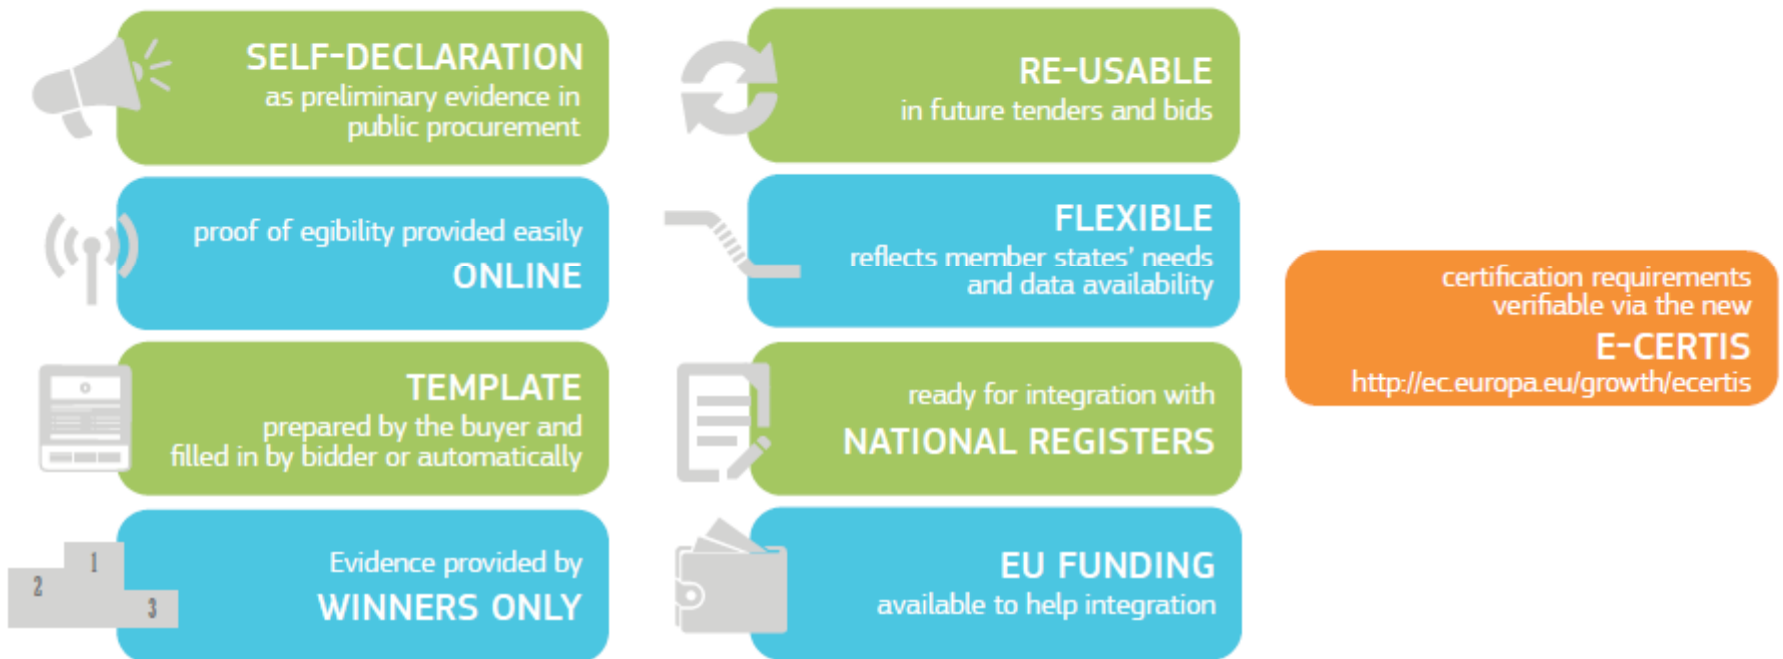 SELF-DECLARATION
as preliminary evidence in
public procurement
proof of egibility provided easily
ONLINE
TEMPLATE
prepared by the buyer and
filled in by bidder or automatically
1
2
3
Evidence provided by
WINNERS ONLY
RE-USABLE
in future tenders and bids
FLEXIBLE
reflects member states' needs
and data availability
ready for integration with
NATIONAL REGISTERS
EU FUNDING
available to help integration
certification requirements
verifiable via the new
E-CERTIS
http://ec.europa.eu/growth/ecertis